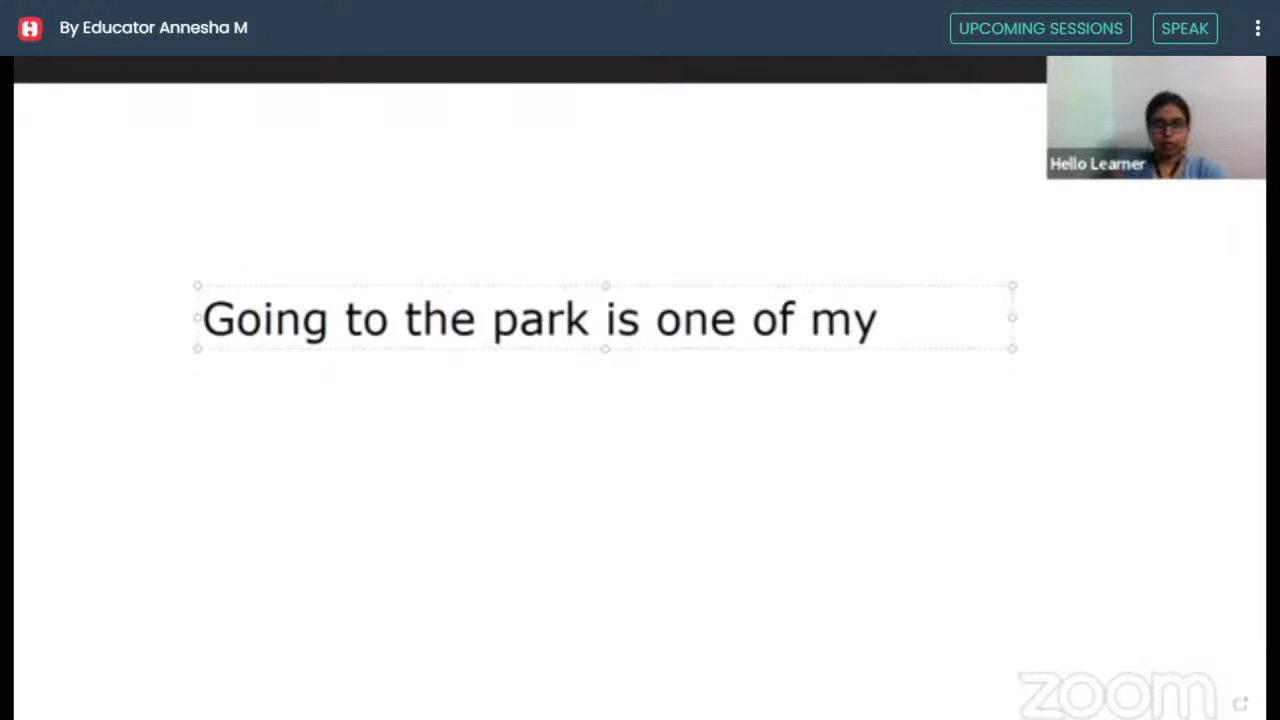 By Educator Annesha M
UPCOMING SESSIONS
SPEAK
Hello Learner
Going to the park is one of my
zoom